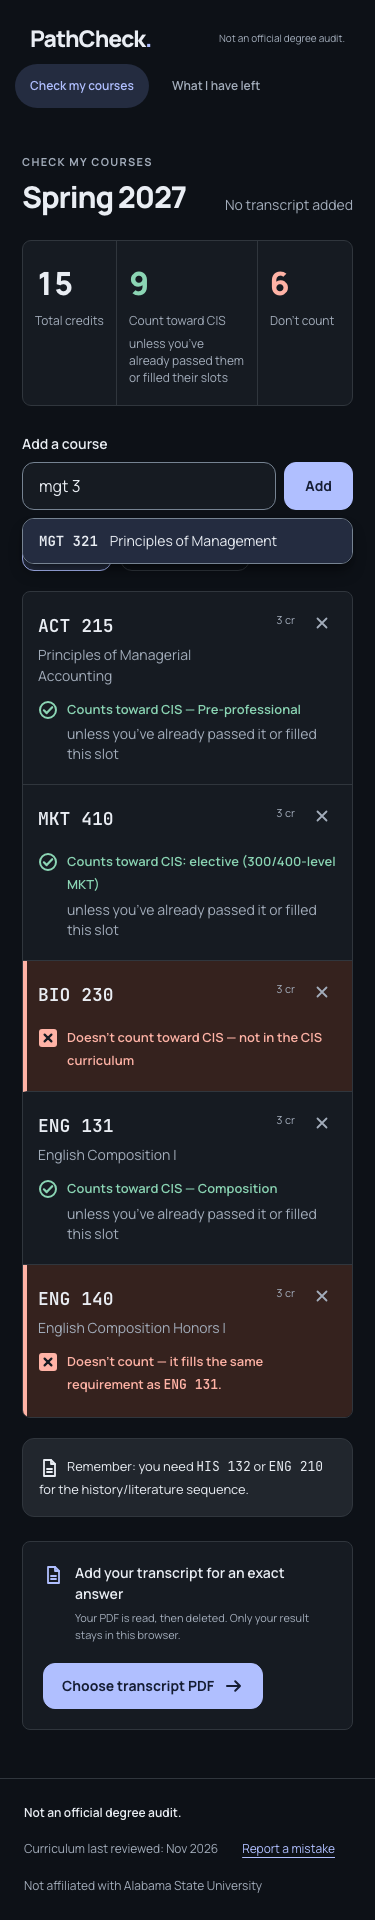 PathCheck.
Not an official degree audit.
Check my courses
What I have left
CHECK MY COURSES
Spring 2027
No transcript added
15
Total credits
9
Count toward CIS
unless you've
already passed them
or filled their slots
6
Don't count
Add a course
mgt 3
Add
MGT 321 Principles of Management
ACT 215
3 cr
Principles of Managerial
Accounting
Counts toward CIS — Pre-professional
unless you've already passed it or filled
this slot
MKT 410
3 cr
Counts toward CIS: elective (300/400-level
MKT)
unless you've already passed it or filled
this slot
BIO 230
3 cr
Doesn't count toward CIS — not in the CIS
curriculum
ENG 131
3 cr
English Composition I
Counts toward CIS — Composition
unless you've already passed it or filled
this slot
ENG 140
3 cr
English Composition Honors I
Doesn't count — it fills the same
requirement as ENG 131.
Remember: you need HIS 132 or ENG 210
for the history/literature sequence.
Add your transcript for an exact
answer
Your PDF is read, then deleted. Only your result
stays in this browser.
Choose transcript PDF →
Not an official degree audit.
Curriculum last reviewed: Nov 2026
Report a mistake
Not affiliated with Alabama State University